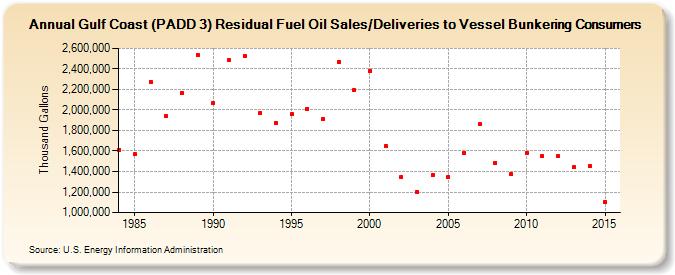 Annual Gulf Coast (PADD 3) Residual Fuel Oil Sales/Deliveries to Vessel Bunkering Consumers
Thousand Gallons
2,600,000
2,400,000
2,200,000
2,000,000
1,800,000
1,600,000
1,400,000
1,200,000
1,000,000
1985 1990 1995 2000 2005 2010 2015
Source: U.S. Energy Information Administration